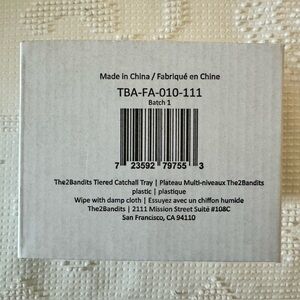 Made in China / Fabriqué en Chine
TBA-FA-010-111
Batch 1
7 23592 79755 3
The2Bandits Tiered Catchall Tray | Plateau Multi-niveaux The2Bandits
plastic | plastique
Wipe with damp cloth | Essuyez avec un chiffon humide
The2Bandits | 2111 Mission Street Suite #108C
San Francisco, CA 94110